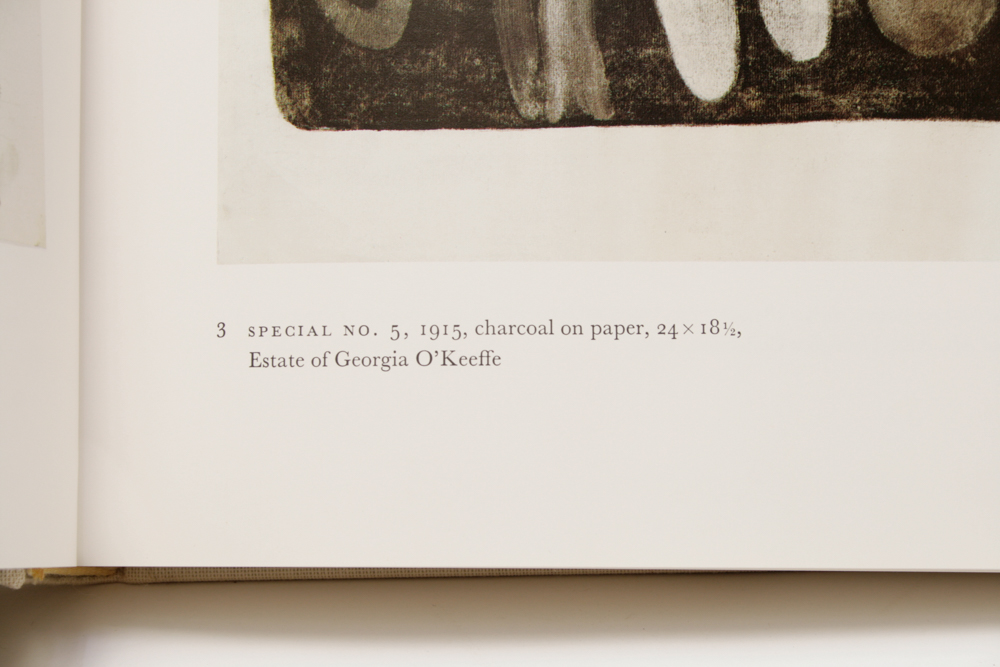 3 SPECIAL NO. 5, 1915, charcoal on paper, 24 × 18½,
Estate of Georgia O’Keeffe